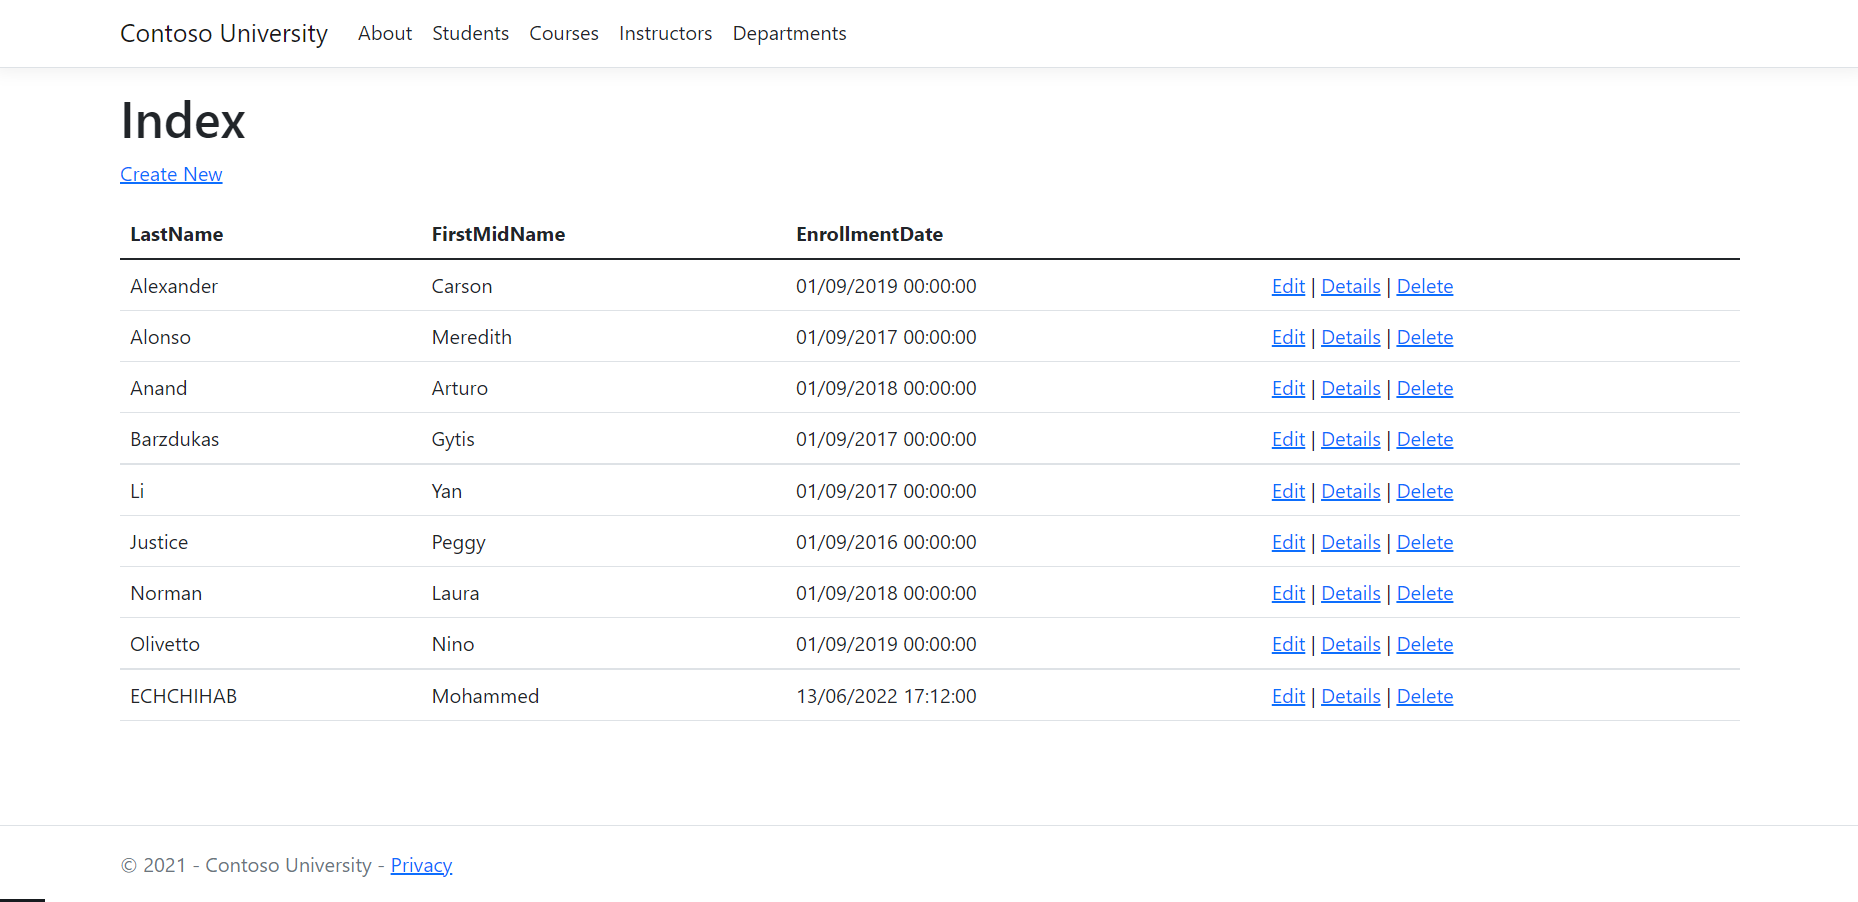 Contoso University About Students Courses Instructors Departments
Index
Create New
LastName FirstMidName EnrollmentDate
Alexander Carson 01/09/2019 00:00:00 Edit | Details | Delete
Alonso Meredith 01/09/2017 00:00:00 Edit | Details | Delete
Anand Arturo 01/09/2018 00:00:00 Edit | Details | Delete
Barzdukas Gytis 01/09/2017 00:00:00 Edit | Details | Delete
Li Yan 01/09/2017 00:00:00 Edit | Details | Delete
Justice Peggy 01/09/2016 00:00:00 Edit | Details | Delete
Norman Laura 01/09/2018 00:00:00 Edit | Details | Delete
Olivetto Nino 01/09/2019 00:00:00 Edit | Details | Delete
ECHCHIHAB Mohammed 13/06/2022 17:12:00 Edit | Details | Delete
© 2021 - Contoso University - Privacy